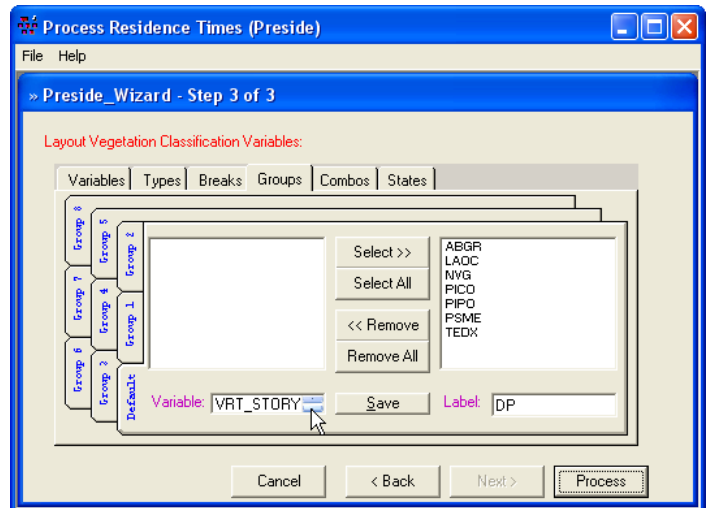 Process Residence Times (Preside)
File Help
» Preside_Wizard - Step 3 of 3
Layout Vegetation Classification Variables:
Variables Types Breaks Groups Combos States
Group 8
Group 7
Group 6
Group 5
Group 4
Group 3
Group 2
Group 1
Default
Select >>
Select All
<< Remove
Remove All
ABGR
LAOC
NVG
PICO
PIPO
PSME
TEDX
Variable: VRT_STORY Save Label: DP
Cancel < Back Next > Process